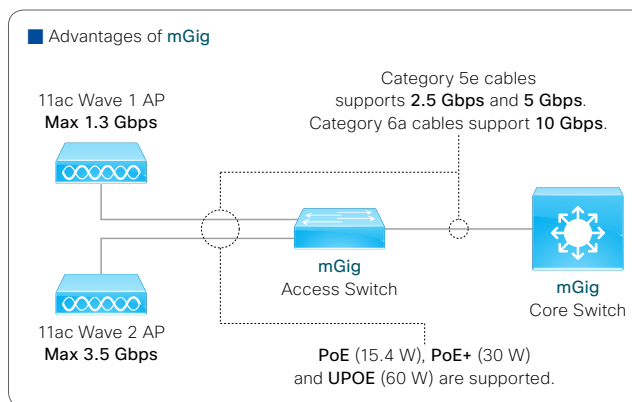 Advantages of mGig
11ac Wave 1 AP
Max 1.3 Gbps
Category 5e cables
supports 2.5 Gbps and 5 Gbps.
Category 6a cables support 10 Gbps.
mGig
Access Switch
mGig
Core Switch
11ac Wave 2 AP
Max 3.5 Gbps
PoE (15.4 W), PoE+ (30 W)
and UPOE (60 W) are supported.